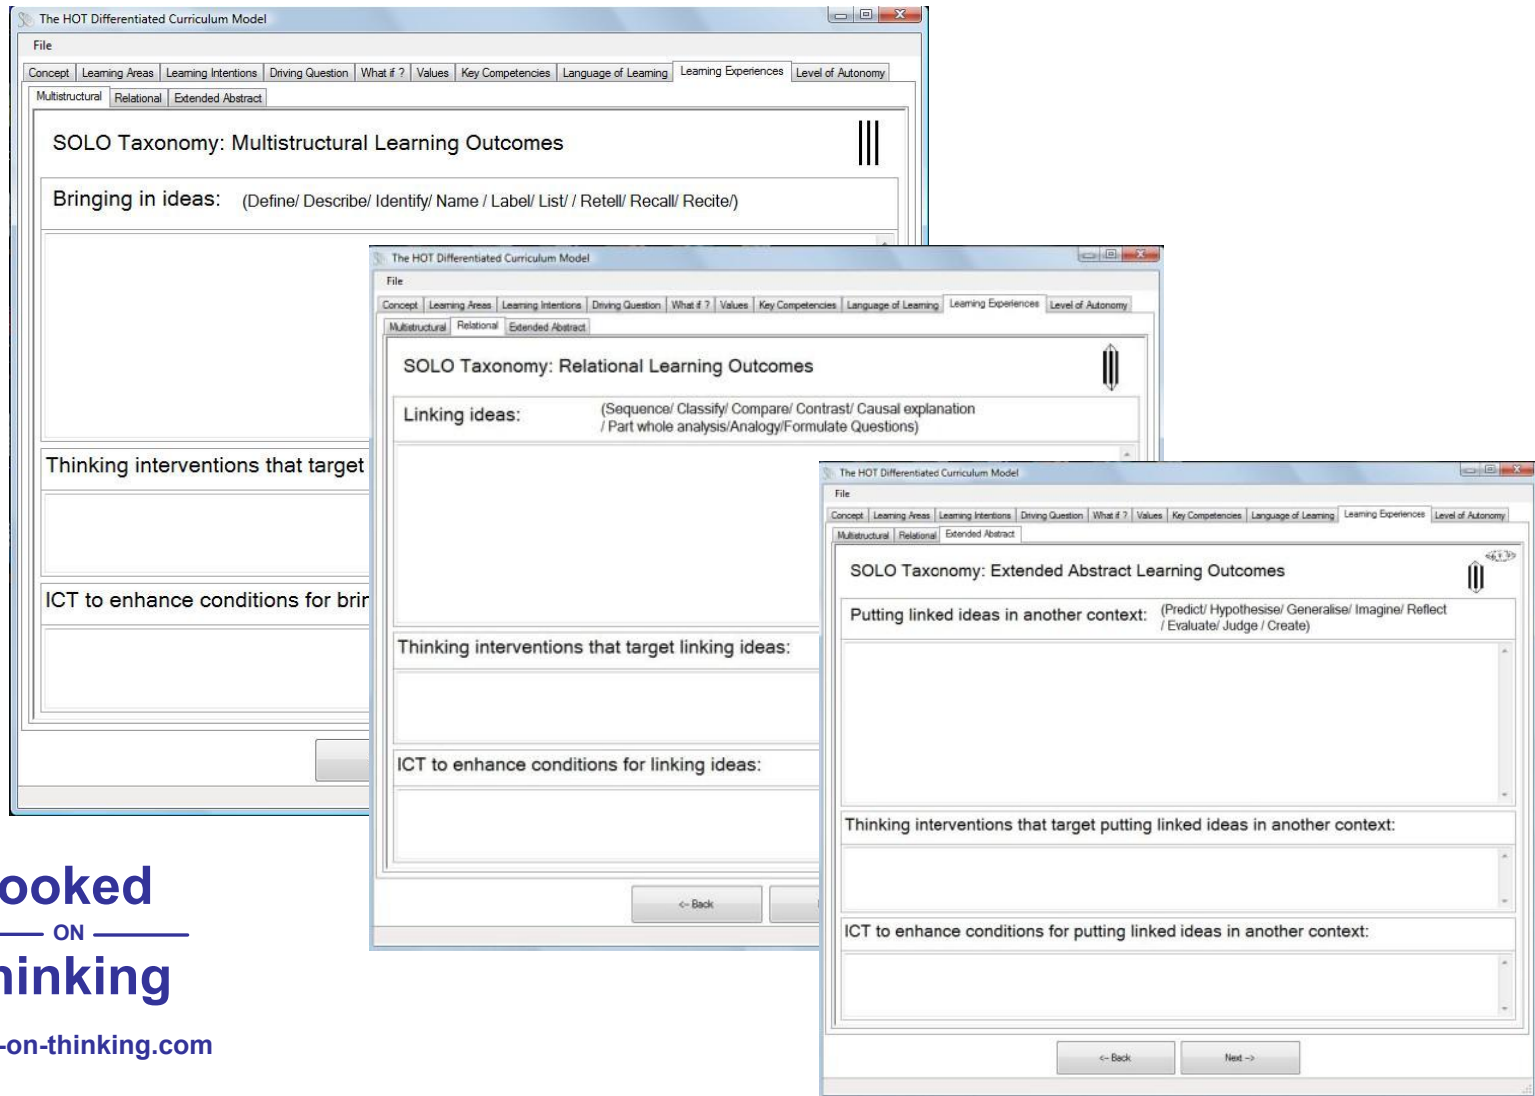 The HOT Differentiated Curriculum Model
File
Concept Learning Areas Learning Intentions Driving Question What if ? Values Key Competencies Language of Learning Learning Experiences Level of Autonomy
Multistructural Relational Extended Abstract
SOLO Taxonomy: Multistructural Learning Outcomes
Bringing in ideas: (Define/ Describe/ Identify/ Name / Label/ List/ / Retell/ Recall/ Recite/)
Thinking interventions that target
ICT to enhance conditions for brin
The HOT Differentiated Curriculum Model
File
Concept Learning Areas Learning Intentions Driving Question What if ? Values Key Competencies Language of Learning Learning Experiences Level of Autonomy
Multistructural Relational Extended Abstract
SOLO Taxonomy: Relational Learning Outcomes
Linking ideas: (Sequence/ Classify/ Compare/ Contrast/ Causal explanation
/ Part whole analysis/Analogy/Formulate Questions)
Thinking interventions that target linking ideas:
ICT to enhance conditions for linking ideas:
<-- Back
The HOT Differentiated Curriculum Model
File
Concept Learning Areas Learning Intentions Driving Question What if ? Values Key Competencies Language of Learning Learning Experiences Level of Autonomy
Multistructural Relational Extended Abstract
SOLO Taxonomy: Extended Abstract Learning Outcomes
Putting linked ideas in another context: (Predict/ Hypothesise/ Generalise/ Imagine/ Reflect
/ Evaluate/ Judge / Create)
Thinking interventions that target putting linked ideas in another context:
ICT to enhance conditions for putting linked ideas in another context:
<-- Back Next -->
ooked
ON
hinking
-on-thinking.com